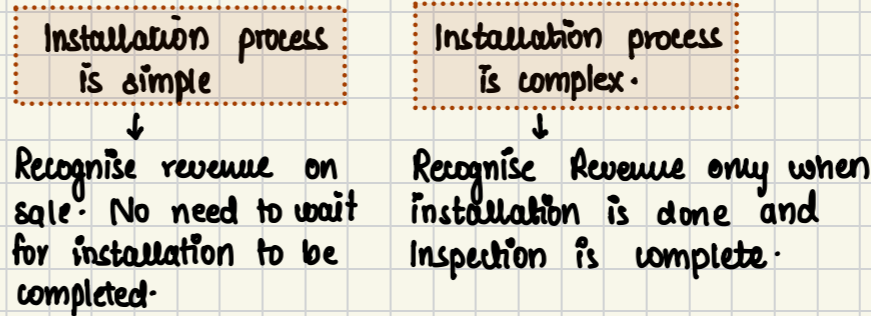 Installation process
is simple
Recognise revenue on
sale. No need to wait
for installation to be
completed.
Installation process
is complex.
Recognise Revenue only when
installation is done and
Inspection is complete.